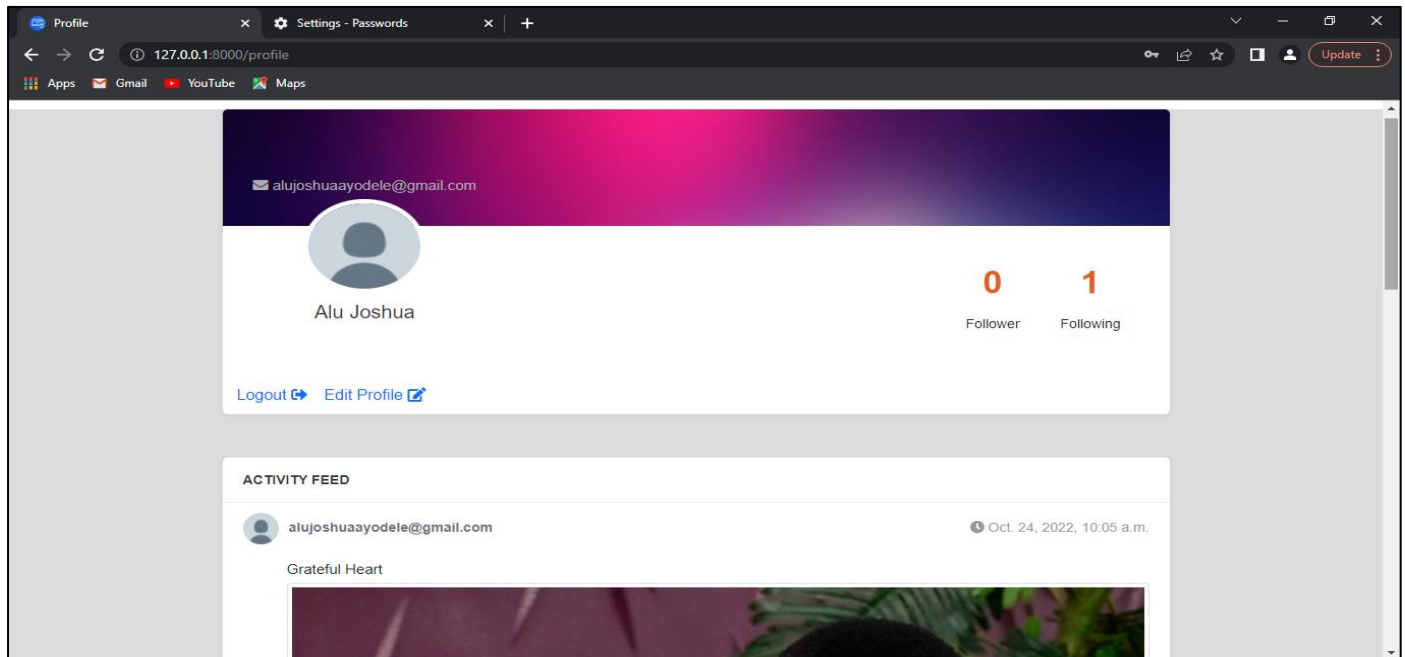 Profile
Settings - Passwords
127.0.0.1:8000/profile
Update
Apps Gmail YouTube Maps
alujoshuaayodele@gmail.com
0 1
Alu Joshua
Follower Following
Logout Edit Profile
ACTIVITY FEED
alujoshuaayodele@gmail.com Oct. 24, 2022, 10:05 a.m.
Grateful Heart